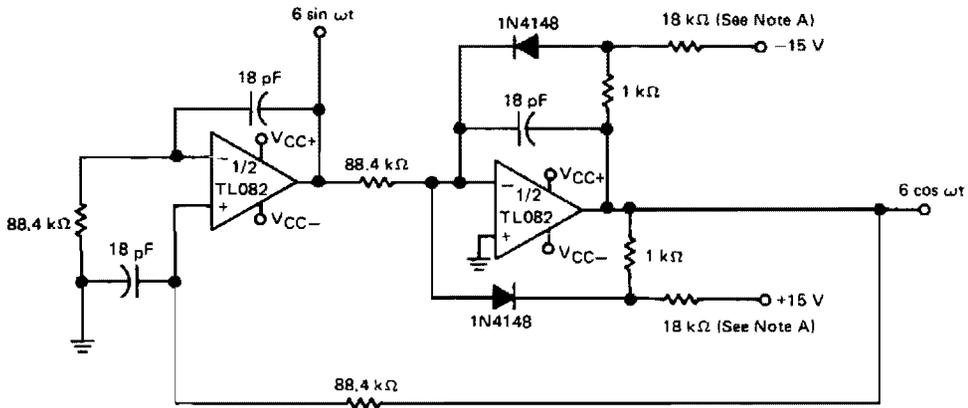 6 sin ωt
1N4148
18 kΩ (See Note A)
−15 V
18 pF
1 kΩ
18 pF
−
1/2
TL082
+
VCC+
VCC−
88.4 kΩ
−
1/2
TL082
+
VCC+
VCC−
6 cos ωt
88.4 kΩ
18 pF
1 kΩ
+15 V
1N4148
18 kΩ (See Note A)
88.4 kΩ